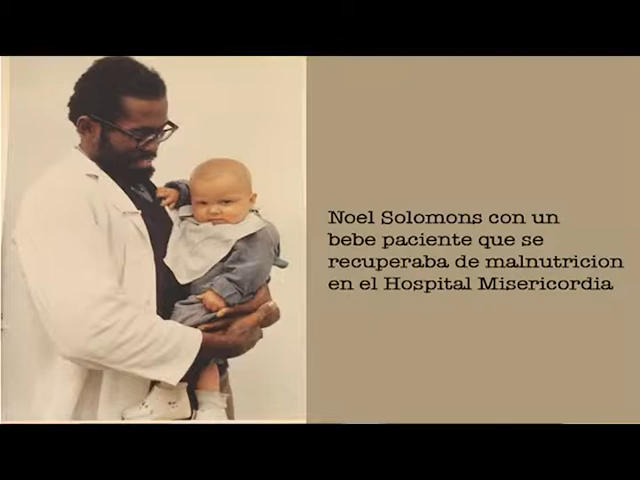 Noel Solomons con un
bebe paciente que se
recuperaba de malnutricion
en el Hospital Misericordia